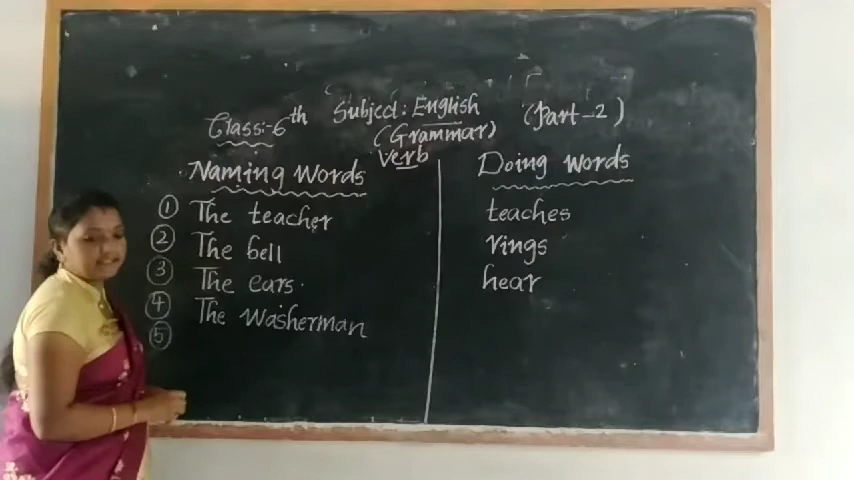 Class:-6th Subject: English (Part-2)
(Grammar)
Verb
Naming Words Doing Words
1 The teacher teaches
2 The bell rings
3 The ears. hear
4 The Washerman
5